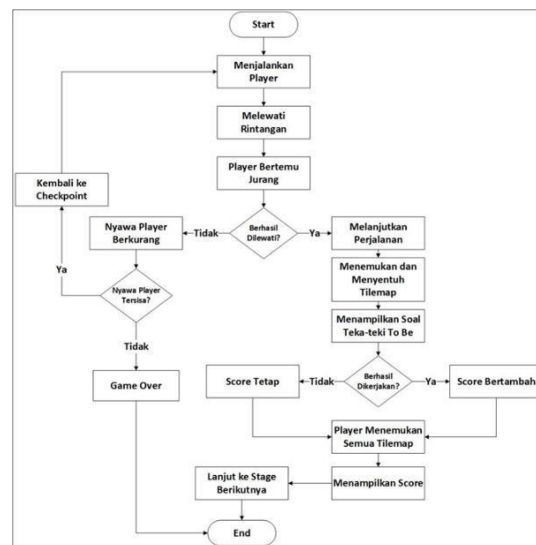 Start
Menjalankan
Player
Melewati
Rintangan
Player Bertemu
Jurang
Kembali ke
Checkpoint
Nyawa Player
Berkurang
Tidak
Berhasil
Dilewati?
Ya
Melanjutkan
Perjalanan
Ya
Nyawa Player
Tersisa?
Menemukan dan
Menyentuh
Tilemap
Menampilkan Soal
Teka-teki To Be
Tidak
Game Over
Score Tetap
Tidak
Berhasil
Dikerjakan?
Ya
Score Bertambah
Player Menemukan
Semua Tilemap
Lanjut ke Stage
Berikutnya
Menampilkan Score
End